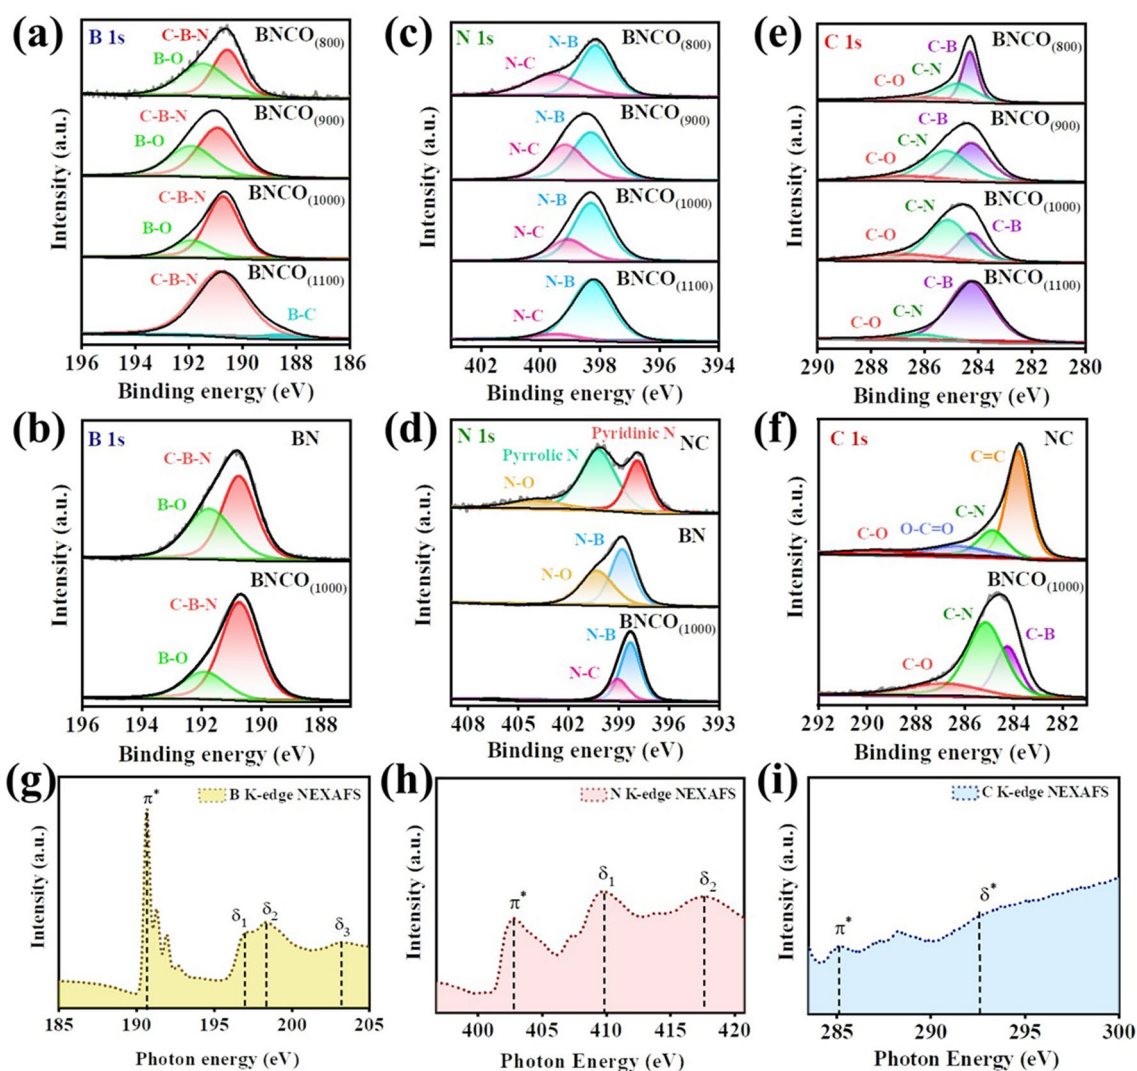 (a)
B 1s
C-B-N
BNCO(800)
B-O
C-B-N
BNCO(900)
B-O
C-B-N
BNCO(1000)
B-O
C-B-N
BNCO(1100)
B-C
Intensity (a.u.)
196 194 192 190 188 186
Binding energy (eV)
(c)
N 1s
N-B
BNCO(800)
N-C
N-B
BNCO(900)
N-C
N-B
BNCO(1000)
N-C
N-B
BNCO(1100)
N-C
Intensity (a.u.)
402 400 398 396 394
Binding energy (eV)
(e)
C 1s
BNCO(800)
C-B
C-N
C-O
C-B
BNCO(900)
C-N
C-O
BNCO(1000)
C-N
C-B
C-O
C-B
BNCO(1100)
C-N
C-O
Intensity (a.u.)
290 288 286 284 282 280
Binding energy (eV)
(b)
B 1s
BN
C-B-N
B-O
BNCO(1000)
C-B-N
B-O
Intensity (a.u.)
196 194 192 190
Binding energy (eV)
(d)
N 1s
Pyridinic N
NC
Pyrrolic N
N-O
BN
N-B
N-O
BNCO(1000)
N-B
N-C
Intensity (a.u.)
408 405 402 399 396 393
Binding energy (eV)
(f)
C 1s
NC
C=C
C-N
O-C=O
C-O
BNCO(1000)
C-N
C-B
C-O
Intensity (a.u.)
292 290 288 286 284 282
Binding energy (eV)
(g)
π*
B K-edge NEXAFS
δ1
δ2
δ3
Intensity (a.u.)
185 190 195 200 205
Photon energy (eV)
(h)
N K-edge NEXAFS
π*
δ1
δ2
Intensity (a.u.)
400 405 410 415 420
Photon Energy (eV)
(i)
C K-edge NEXAFS
π*
δ*
Intensity (a.u.)
285 290 295 300
Photon Energy (eV)